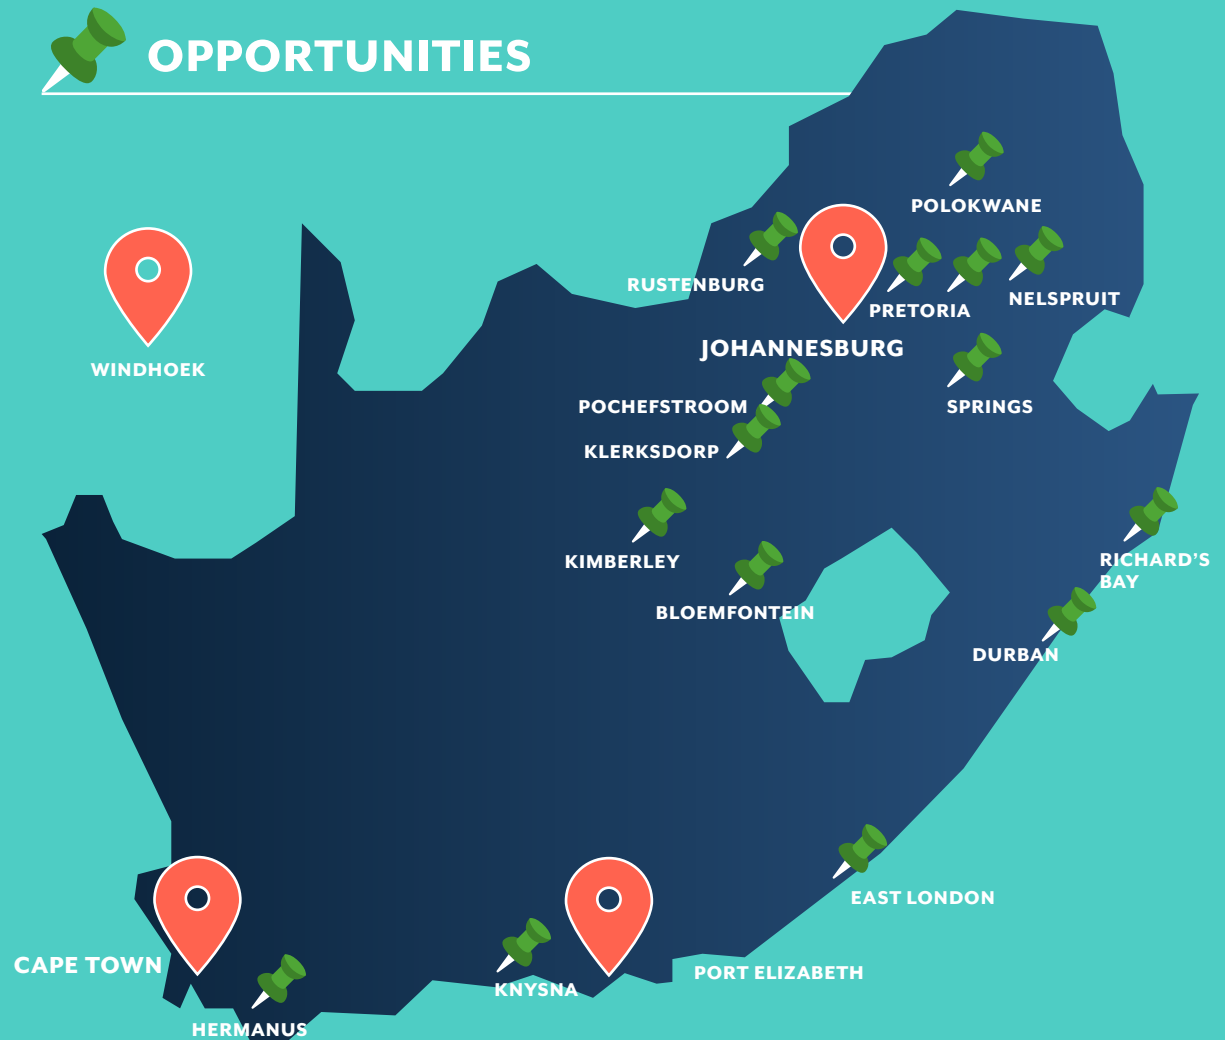 OPPORTUNITIES
POLOKWANE
RUSTENBURG
NELSPRUIT
PRETORIA
JOHANNESBURG
WINDHOEK
POCHEFSTROOM
SPRINGS
KLERKSDORP
KIMBERLEY
RICHARD'S
BAY
BLOEMFONTEIN
DURBAN
EAST LONDON
CAPE TOWN
PORT ELIZABETH
KNYSNA
HERMANUS